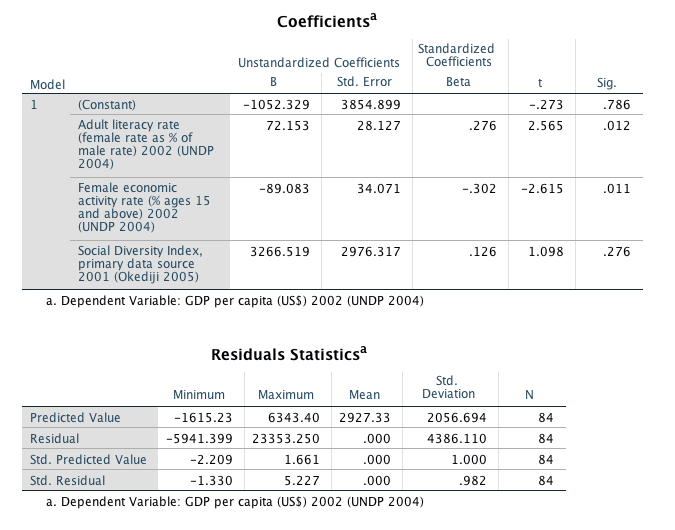 Coefficientsa
Unstandardized Coefficients Standardized Coefficients
Model B Std. Error Beta t Sig.
1 (Constant) -1052.329 3854.899 -.273 .786
Adult literacy rate 72.153 28.127 .276 2.565 .012
(female rate as % of
male rate) 2002 (UNDP
2004)
Female economic -89.083 34.071 -.302 -2.615 .011
activity rate (% ages 15
and above) 2002
(UNDP 2004)
Social Diversity Index, 3266.519 2976.317 .126 1.098 .276
primary data source
2001 (Okediji 2005)
a. Dependent Variable: GDP per capita (US$) 2002 (UNDP 2004)
Residuals Statisticsa
Minimum Maximum Mean Std. Deviation N
Predicted Value -1615.23 6343.40 2927.33 2056.694 84
Residual -5941.399 23353.250 .000 4386.110 84
Std. Predicted Value -2.209 1.661 .000 1.000 84
Std. Residual -1.330 5.227 .000 .982 84
a. Dependent Variable: GDP per capita (US$) 2002 (UNDP 2004)